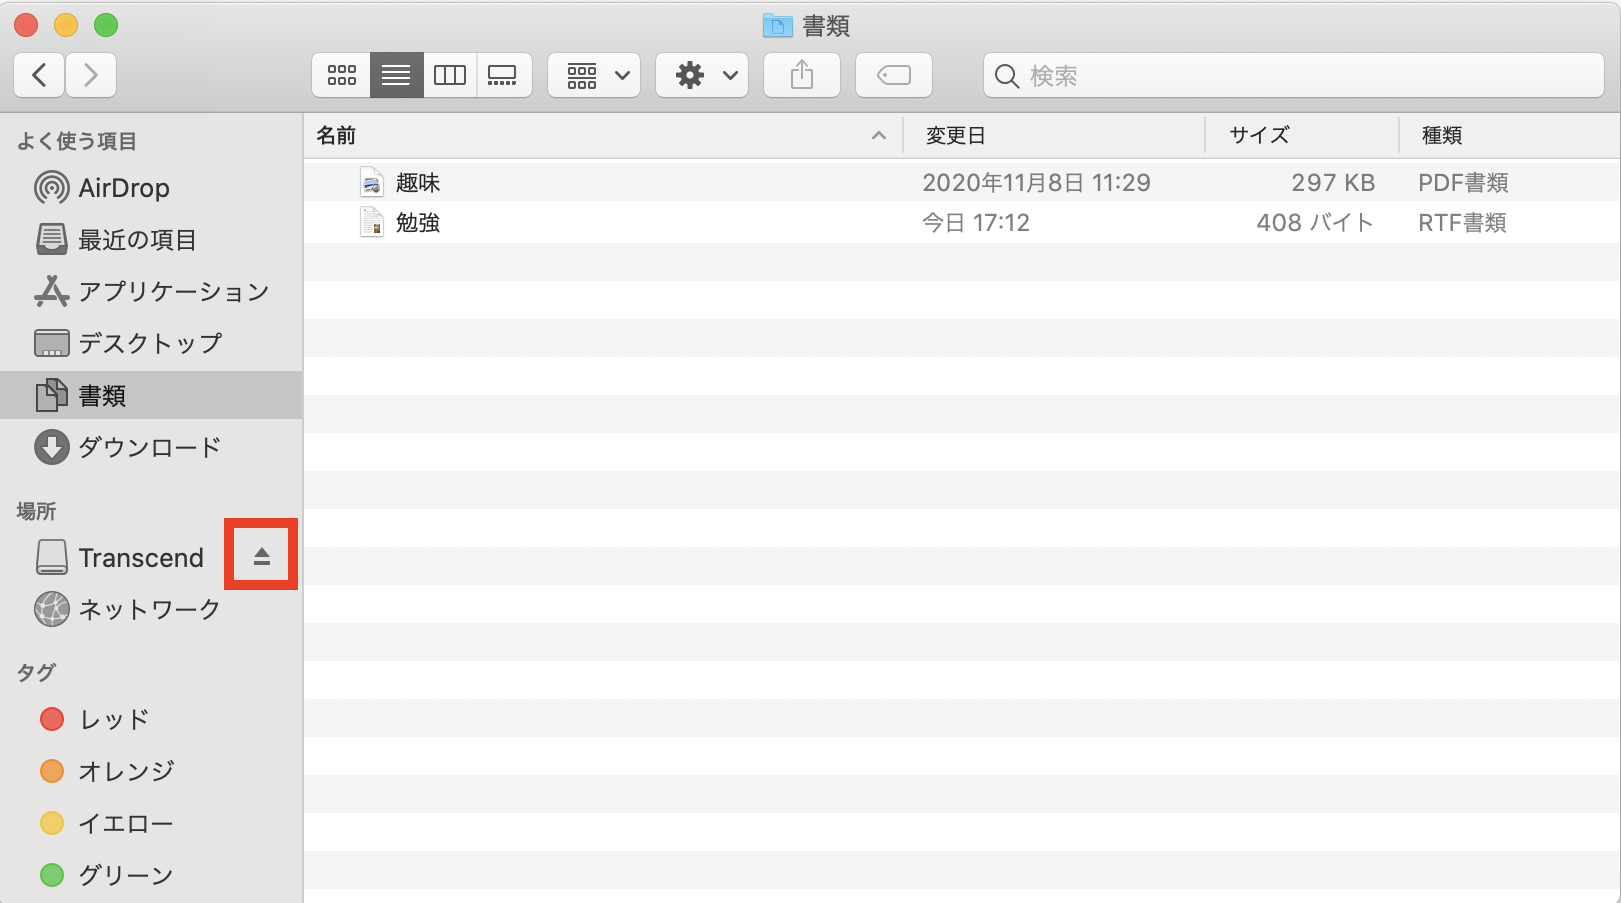 書類
検索
よく使う項目
AirDrop
最近の項目
アプリケーション
デスクトップ
書類
ダウンロード
場所
Transcend
ネットワーク
タグ
レッド
オレンジ
イエロー
グリーン
名前 変更日 サイズ 種類
趣味 2020年11月8日 11:29 297 KB PDF書類
勉強 今日 17:12 408 バイト RTF書類